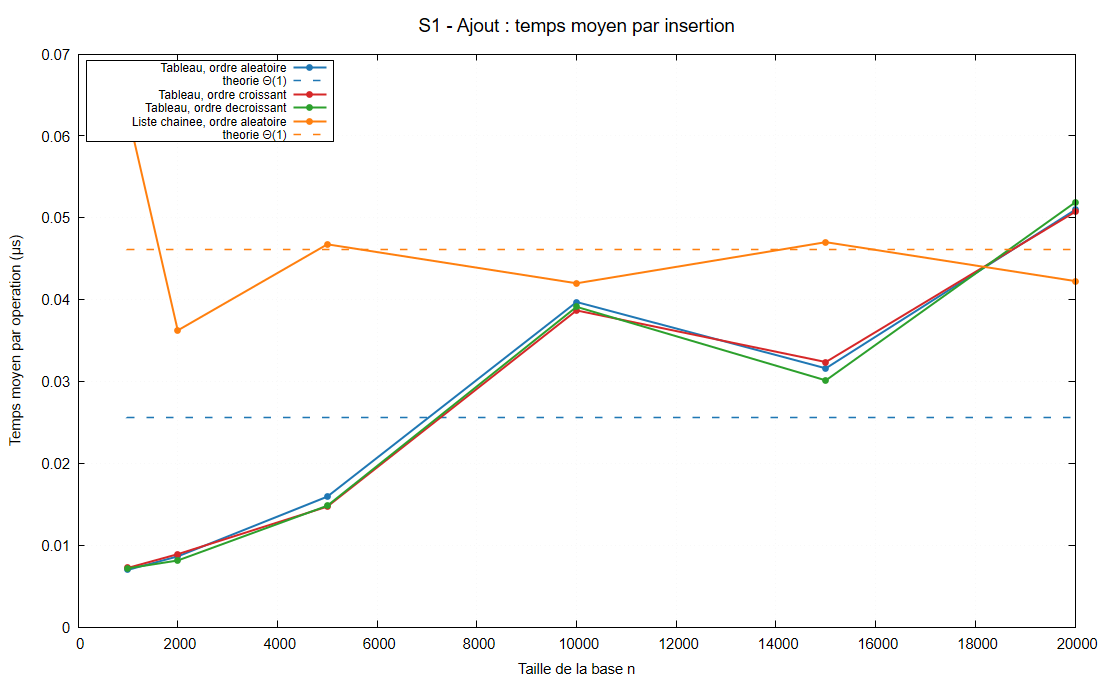 S1 - Ajout : temps moyen par insertion
0.07
0.06
0.05
0.04
0.03
0.02
0.01
0
Temps moyen par operation (µs)
Tableau, ordre aleatoire
theorie Θ(1)
Tableau, ordre croissant
Tableau, ordre decroissant
Liste chainee, ordre aleatoire
theorie Θ(1)
0 2000 4000 6000 8000 10000 12000 14000 16000 18000 20000
Taille de la base n